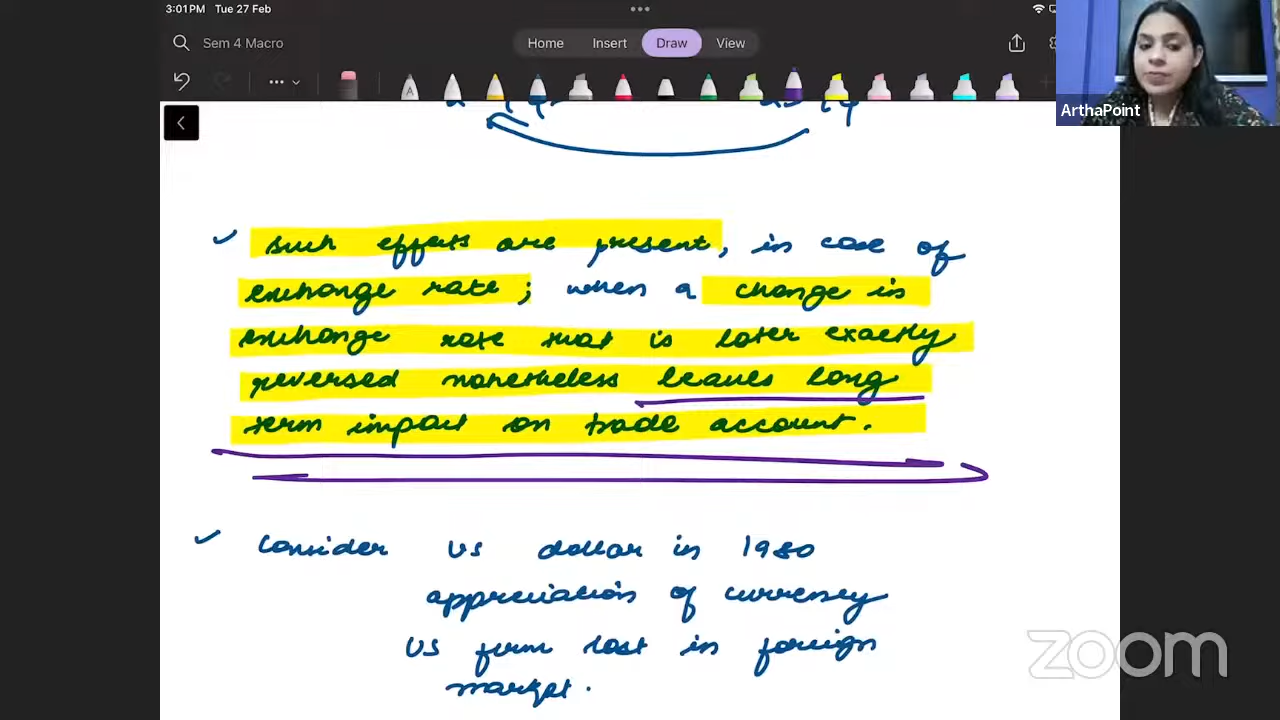 3:01 PM Tue 27 Feb
Sem 4 Macro
Home Insert Draw View
ArthaPoint
such effects are present, in case of
exchange rate; when a change in
exchange rate that is later exactly
reversed nonetheless leaves long
term impact on trade account.
Consider US dollar in 1980
appreciation of currency
US firm lost in foreign
market.
zoom